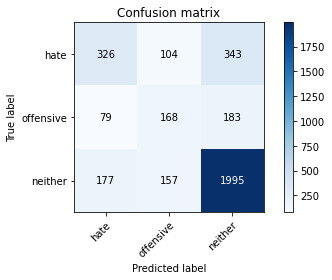 Confusion matrix
True label
hate 326 104 343
offensive 79 168 183
neither 177 157 1995
hate offensive neither
Predicted label
1750
1500
1250
1000
750
500
250